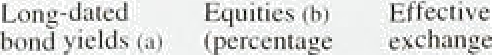 Long-dated Equities (b) Effective
bond yields (a) (percentage exchange